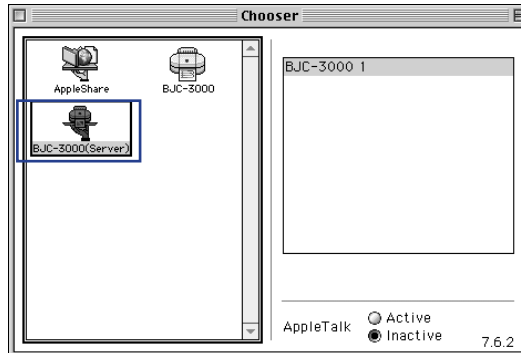 Chooser
AppleShare
BJC-3000
BJC-3000(Server)
BJC-3000 1
AppleTalk
Active
Inactive
7.6.2